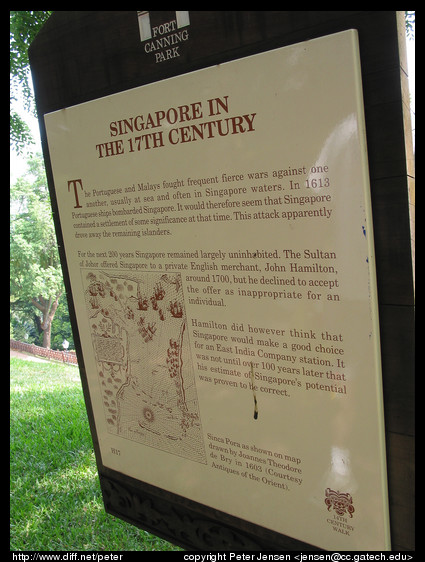 FORT
CANNING
PARK
SINGAPORE IN
THE 17TH CENTURY
The Portuguese and Malays fought frequent fierce wars against one
another, usually at sea and often in Singapore waters. In 1613
Portuguese ships bombarded Singapore. It would therefore seem that Singapore
remained a settlement of some significance at that time. This attack apparently
drove away the remaining islanders.
For the next 200 years Singapore remained largely uninhabited. The Sultan
of Johor offered Singapore to a private English merchant, John Hamilton,
around 1700, but he declined to accept
the offer as inappropriate for an
individual.
Hamilton did however think that
Singapore would make a good choice
for an East India Company station. It
was not until over 100 years later that
his estimate of Singapore's potential
was proven to be correct.
Sinca Pora as shown on map
drawn by Joannes Theodore
de Bry in 1603 (Courtesy
Antiques of the Orient).
14TH
CENTURY
WALK
http://www.diff.net/peter
copyright Peter Jensen <jensen@cc.gatech.edu>